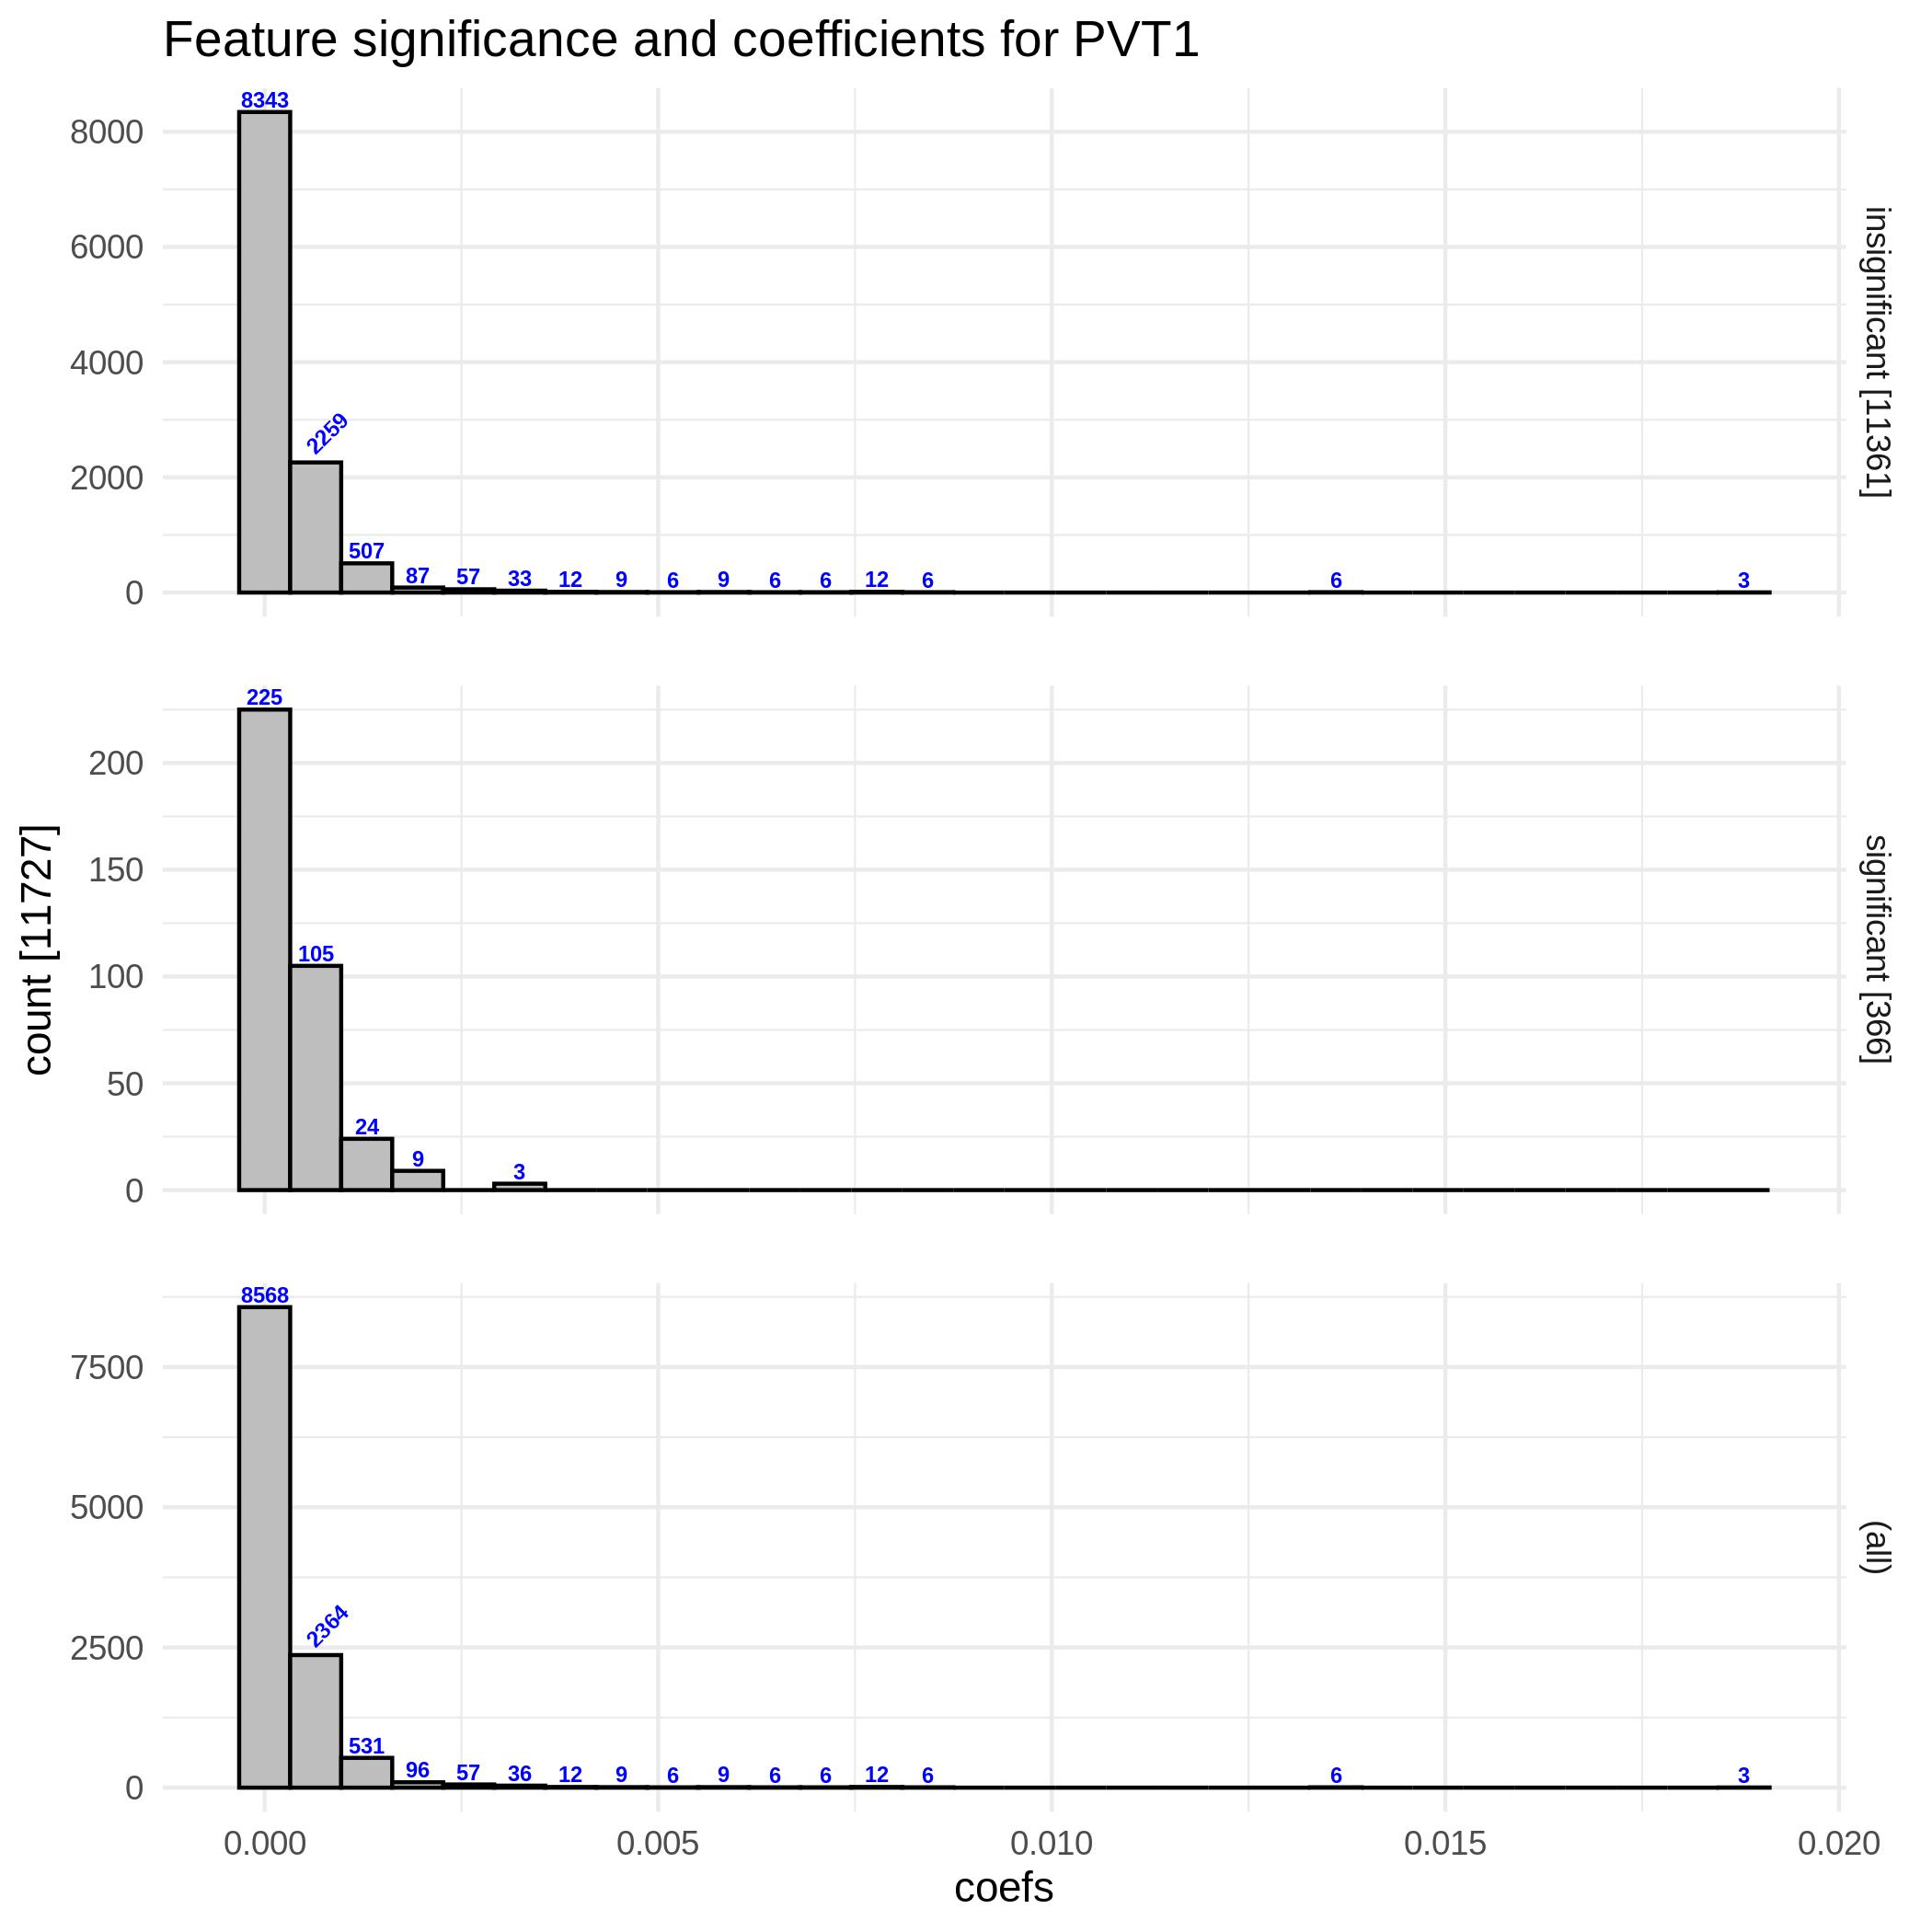 Feature significance and coefficients for PVT1
8343
8000
6000
4000
2259
2000
507
87 57 33 12 9 6 9 6 6 12 6 6 3
0
insignificant [11361]
225
200
150
105
100
50
24
9
3
0
significant [366]
count [11727]
8568
7500
5000
2364
2500
531
96 57 36 12 9 6 9 6 6 12 6 6 3
0
(all)
0.000 0.005 0.010 0.015 0.020
coefs